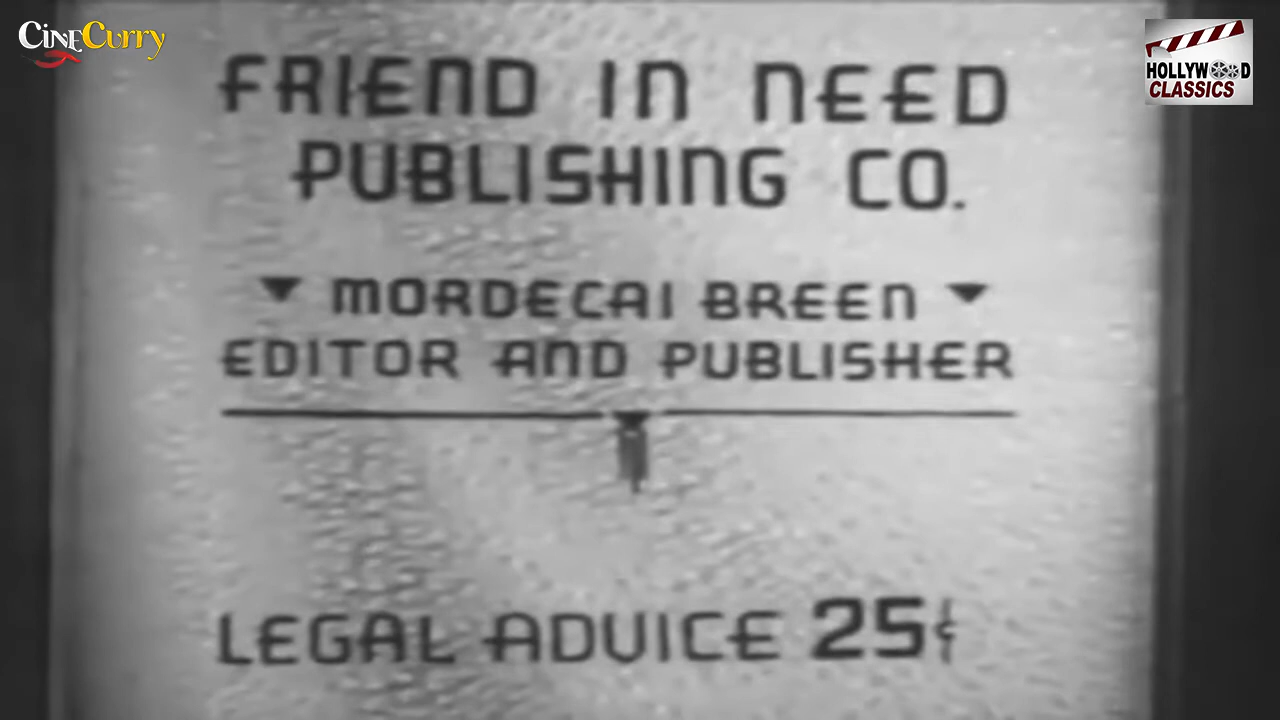 CINECURRY
HOLLYWOOD
CLASSICS
FRIEND IN NEED
PUBLISHING CO.
MORDECAI BREEN
EDITOR AND PUBLISHER
LEGAL ADVICE 25¢